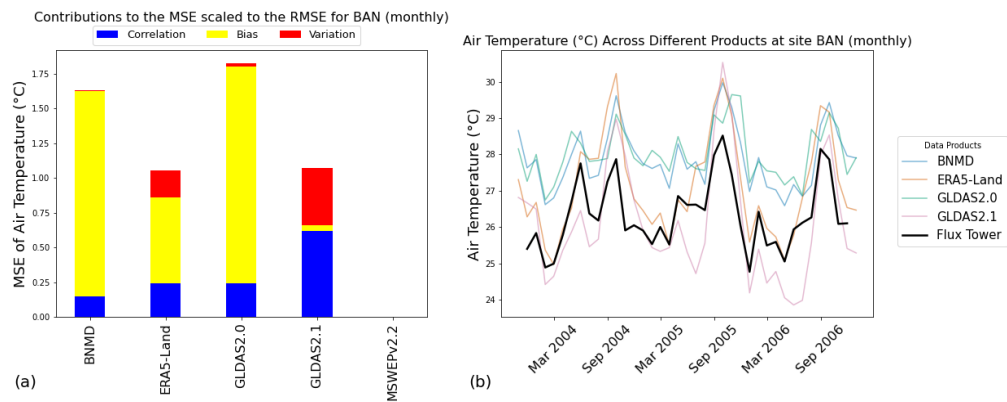 Contributions to the MSE scaled to the RMSE for BAN (monthly)
Correlation Bias Variation
MSE of Air Temperature (°C)
1.75
1.50
1.25
1.00
0.75
0.50
0.25
0.00
BNMD
ERA5-Land
GLDAS2.0
GLDAS2.1
MSWEPv2.2
(a)
Air Temperature (°C) Across Different Products at site BAN (monthly)
Air Temperature (°C)
30
29
28
27
26
25
24
Mar 2004
Sep 2004
Mar 2005
Sep 2005
Mar 2006
Sep 2006
(b)
Data Products
BNMD
ERA5-Land
GLDAS2.0
GLDAS2.1
Flux Tower